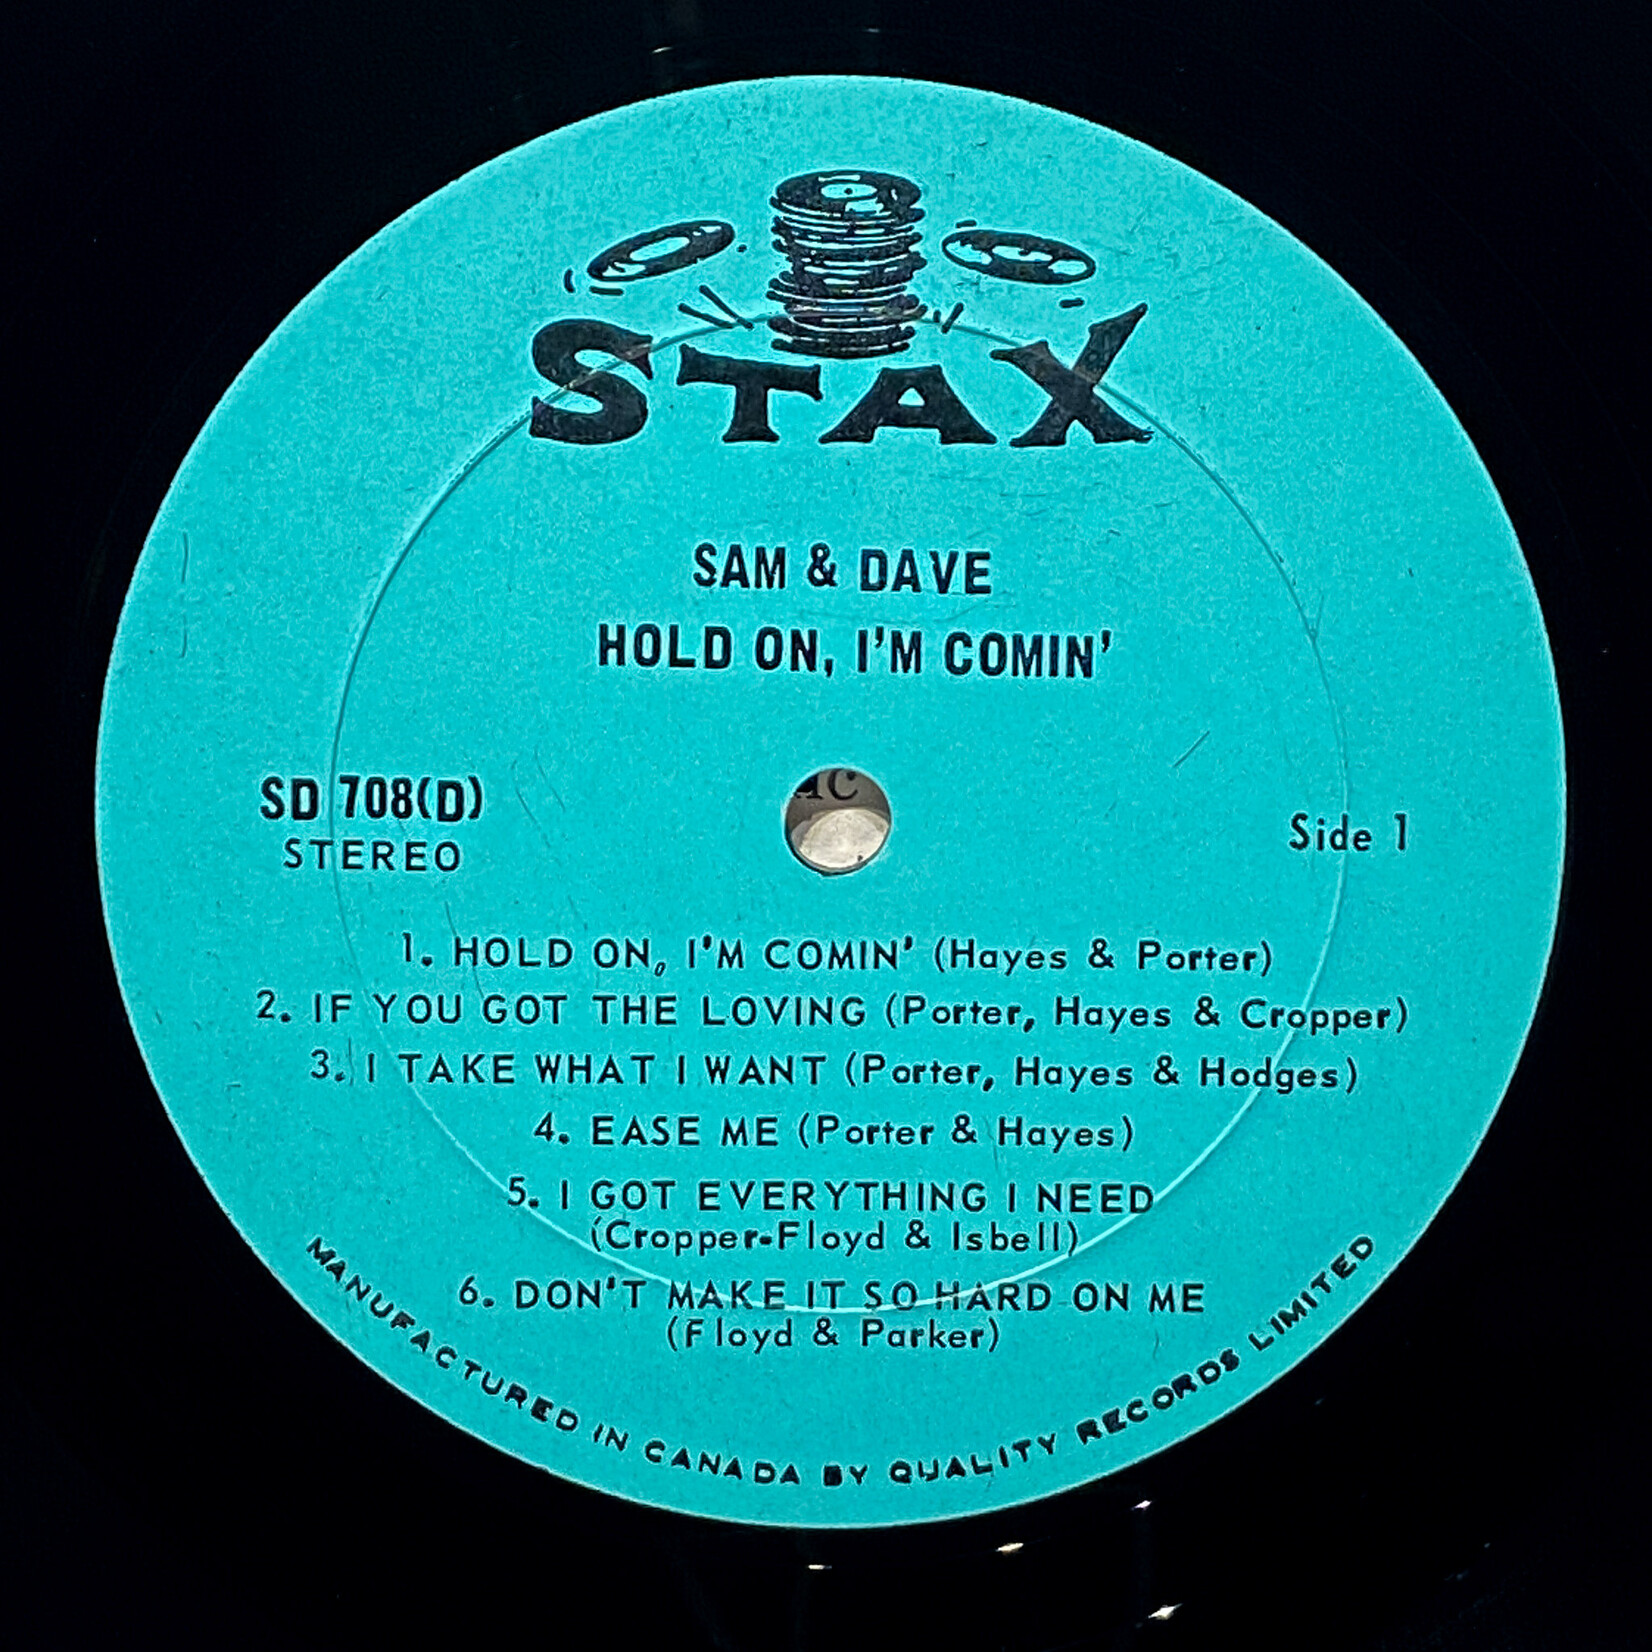 STAX
SAM & DAVE
HOLD ON, I'M COMIN'
SD 708(D)
STEREO
Side 1
1. HOLD ON, I'M COMIN' (Hayes & Porter)
2. IF YOU GOT THE LOVING (Porter, Hayes & Cropper)
3. I TAKE WHAT I WANT (Porter, Hayes & Hodges)
4. EASE ME (Porter & Hayes)
5. I GOT EVERYTHING I NEED
(Cropper-Floyd & Isbell)
6. DON'T MAKE IT SO HARD ON ME
(Floyd & Parker)
MANUFACTURED IN CANADA BY QUALITY RECORDS LIMITED